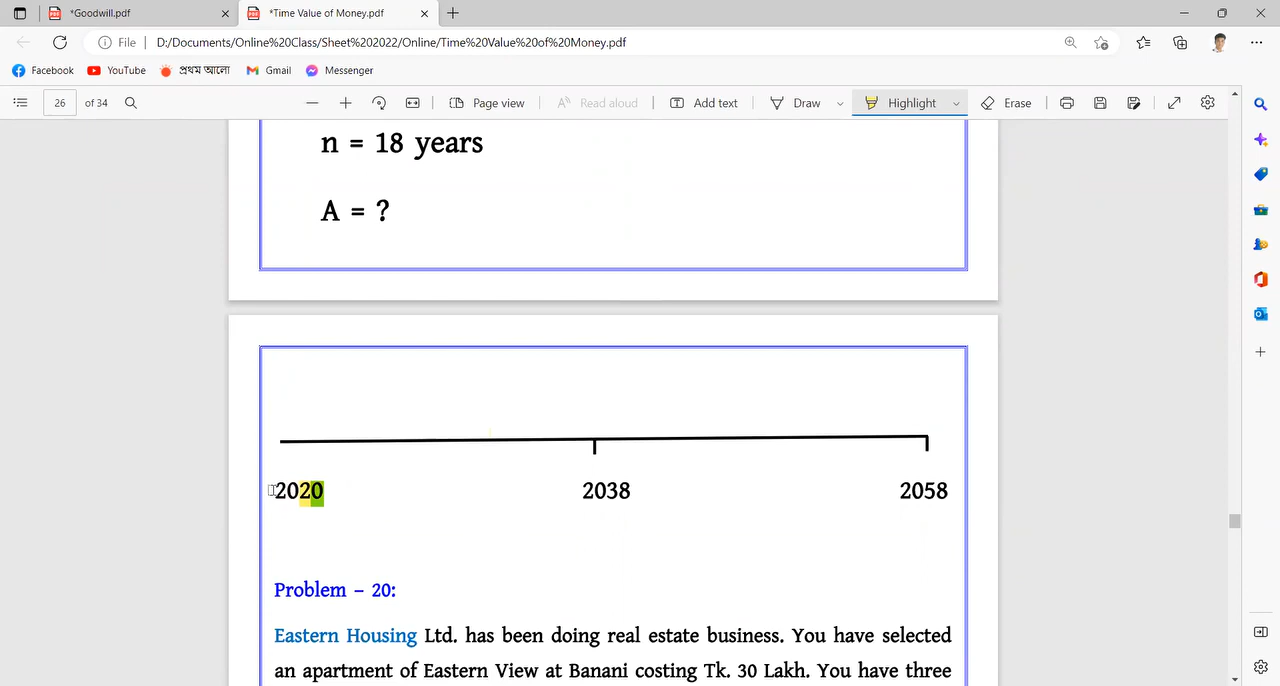 *Goodwill.pdf
*Time Value of Money.pdf
File D:/Documents/Online%20Class/Sheet%202022/Online/Time%20Value%20of%20Money.pdf
Facebook YouTube প্রথম আলো Gmail Messenger
26 of 34 Page view Read aloud Add text Draw Highlight Erase
n = 18 years
A = ?
2020 2038 2058
Problem – 20:
Eastern Housing Ltd. has been doing real estate business. You have selected
an apartment of Eastern View at Banani costing Tk. 30 Lakh. You have three